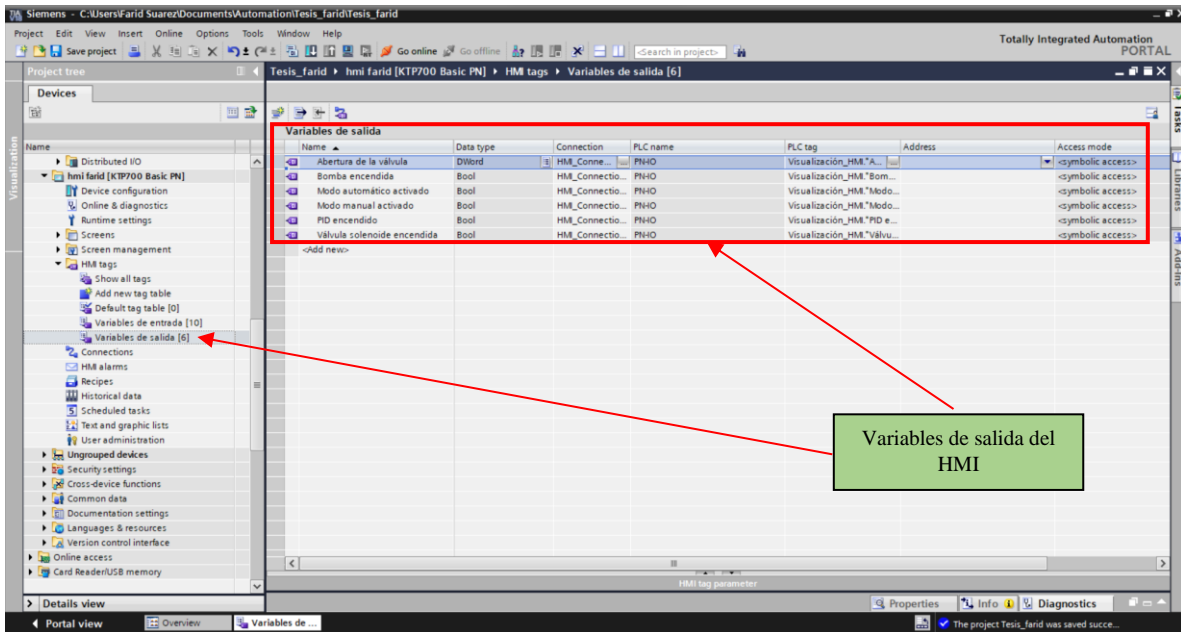 Siemens - C:\Users\Farid Suarez\Documents\Automation\Tesis_farid\Tesis_farid
Project Edit View Insert Online Options Tools Window Help
Totally Integrated Automation
PORTAL
Save project Go online Go offline <Search in project>
Project tree
Tesis_farid hmi farid [KTP700 Basic PN] HMI tags Variables de salida [6]
Devices
Variables de salida
Name
Name Data type Connection PLC name PLC tag Address Access mode
Abertura de la válvula DWord HMI_Conne... PN-IO Visualización_HMI."A... <symbolic access>
Bomba encendida Bool HMI_Connectio... PN-IO Visualización_HMI."Bom... <symbolic access>
Modo automático activado Bool HMI_Connectio... PN-IO Visualización_HMI."Modo... <symbolic access>
Modo manual activado Bool HMI_Connectio... PN-IO Visualización_HMI."Modo... <symbolic access>
PID encendido Bool HMI_Connectio... PN-IO Visualización_HMI."PID e... <symbolic access>
Válvula solenoide encendida Bool HMI_Connectio... PN-IO Visualización_HMI."Válvu... <symbolic access>
<Add new>
Distributed I/O
hmi farid [KTP700 Basic PN]
Device configuration
Online & diagnostics
Runtime settings
Screens
Screen management
HMI tags
Show all tags
Add new tag table
Default tag table [0]
Variables de entrada [10]
Variables de salida [6]
Connections
HMI alarms
Recipes
Historical data
Scheduled tasks
Text and graphic lists
User administration
Ungrouped devices
Security settings
Cross-device functions
Common data
Documentation settings
Languages & resources
Version control interface
Online access
Card Reader/USB memory
Visualization
Tasks
Libraries
Add-ins
Variables de salida del
HMI
HMI tag parameter
Details view
Properties Info Diagnostics
Portal view Overview Variables de ... The project Tesis_farid was saved succe...